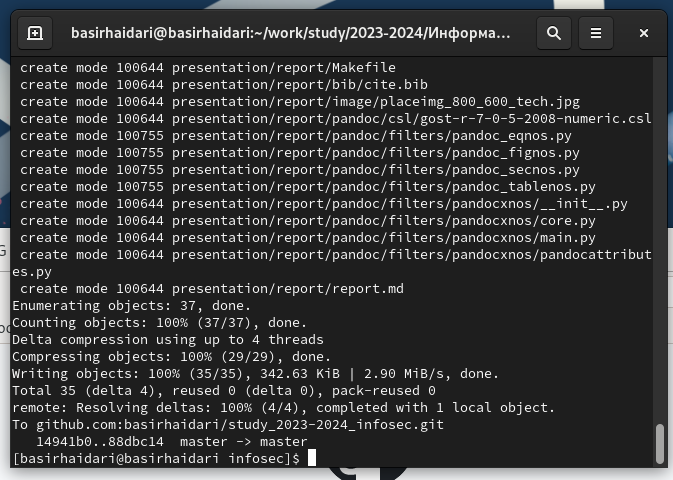 basirhaidari@basirhaidari:~/work/study/2023-2024/Информа...
create mode 100644 presentation/report/Makefile
create mode 100644 presentation/report/bib/cite.bib
create mode 100644 presentation/report/image/placeimg_800_600_tech.jpg
create mode 100644 presentation/report/pandoc/csl/gost-r-7-0-5-2008-numeric.csl
create mode 100755 presentation/report/pandoc/filters/pandoc_eqnos.py
create mode 100755 presentation/report/pandoc/filters/pandoc_fignos.py
create mode 100755 presentation/report/pandoc/filters/pandoc_secnos.py
create mode 100755 presentation/report/pandoc/filters/pandoc_tablenos.py
create mode 100644 presentation/report/pandoc/filters/pandocxnos/__init__.py
create mode 100644 presentation/report/pandoc/filters/pandocxnos/core.py
create mode 100644 presentation/report/pandoc/filters/pandocxnos/main.py
create mode 100644 presentation/report/pandoc/filters/pandocxnos/pandocattribut
es.py
create mode 100644 presentation/report/report.md
Enumerating objects: 37, done.
Counting objects: 100% (37/37), done.
Delta compression using up to 4 threads
Compressing objects: 100% (29/29), done.
Writing objects: 100% (35/35), 342.63 KiB | 2.90 MiB/s, done.
Total 35 (delta 4), reused 0 (delta 0), pack-reused 0
remote: Resolving deltas: 100% (4/4), completed with 1 local object.
To github.com:basirhaidari/study_2023-2024_infosec.git
14941b0..88dbc14  master -> master
[basirhaidari@basirhaidari infosec]$